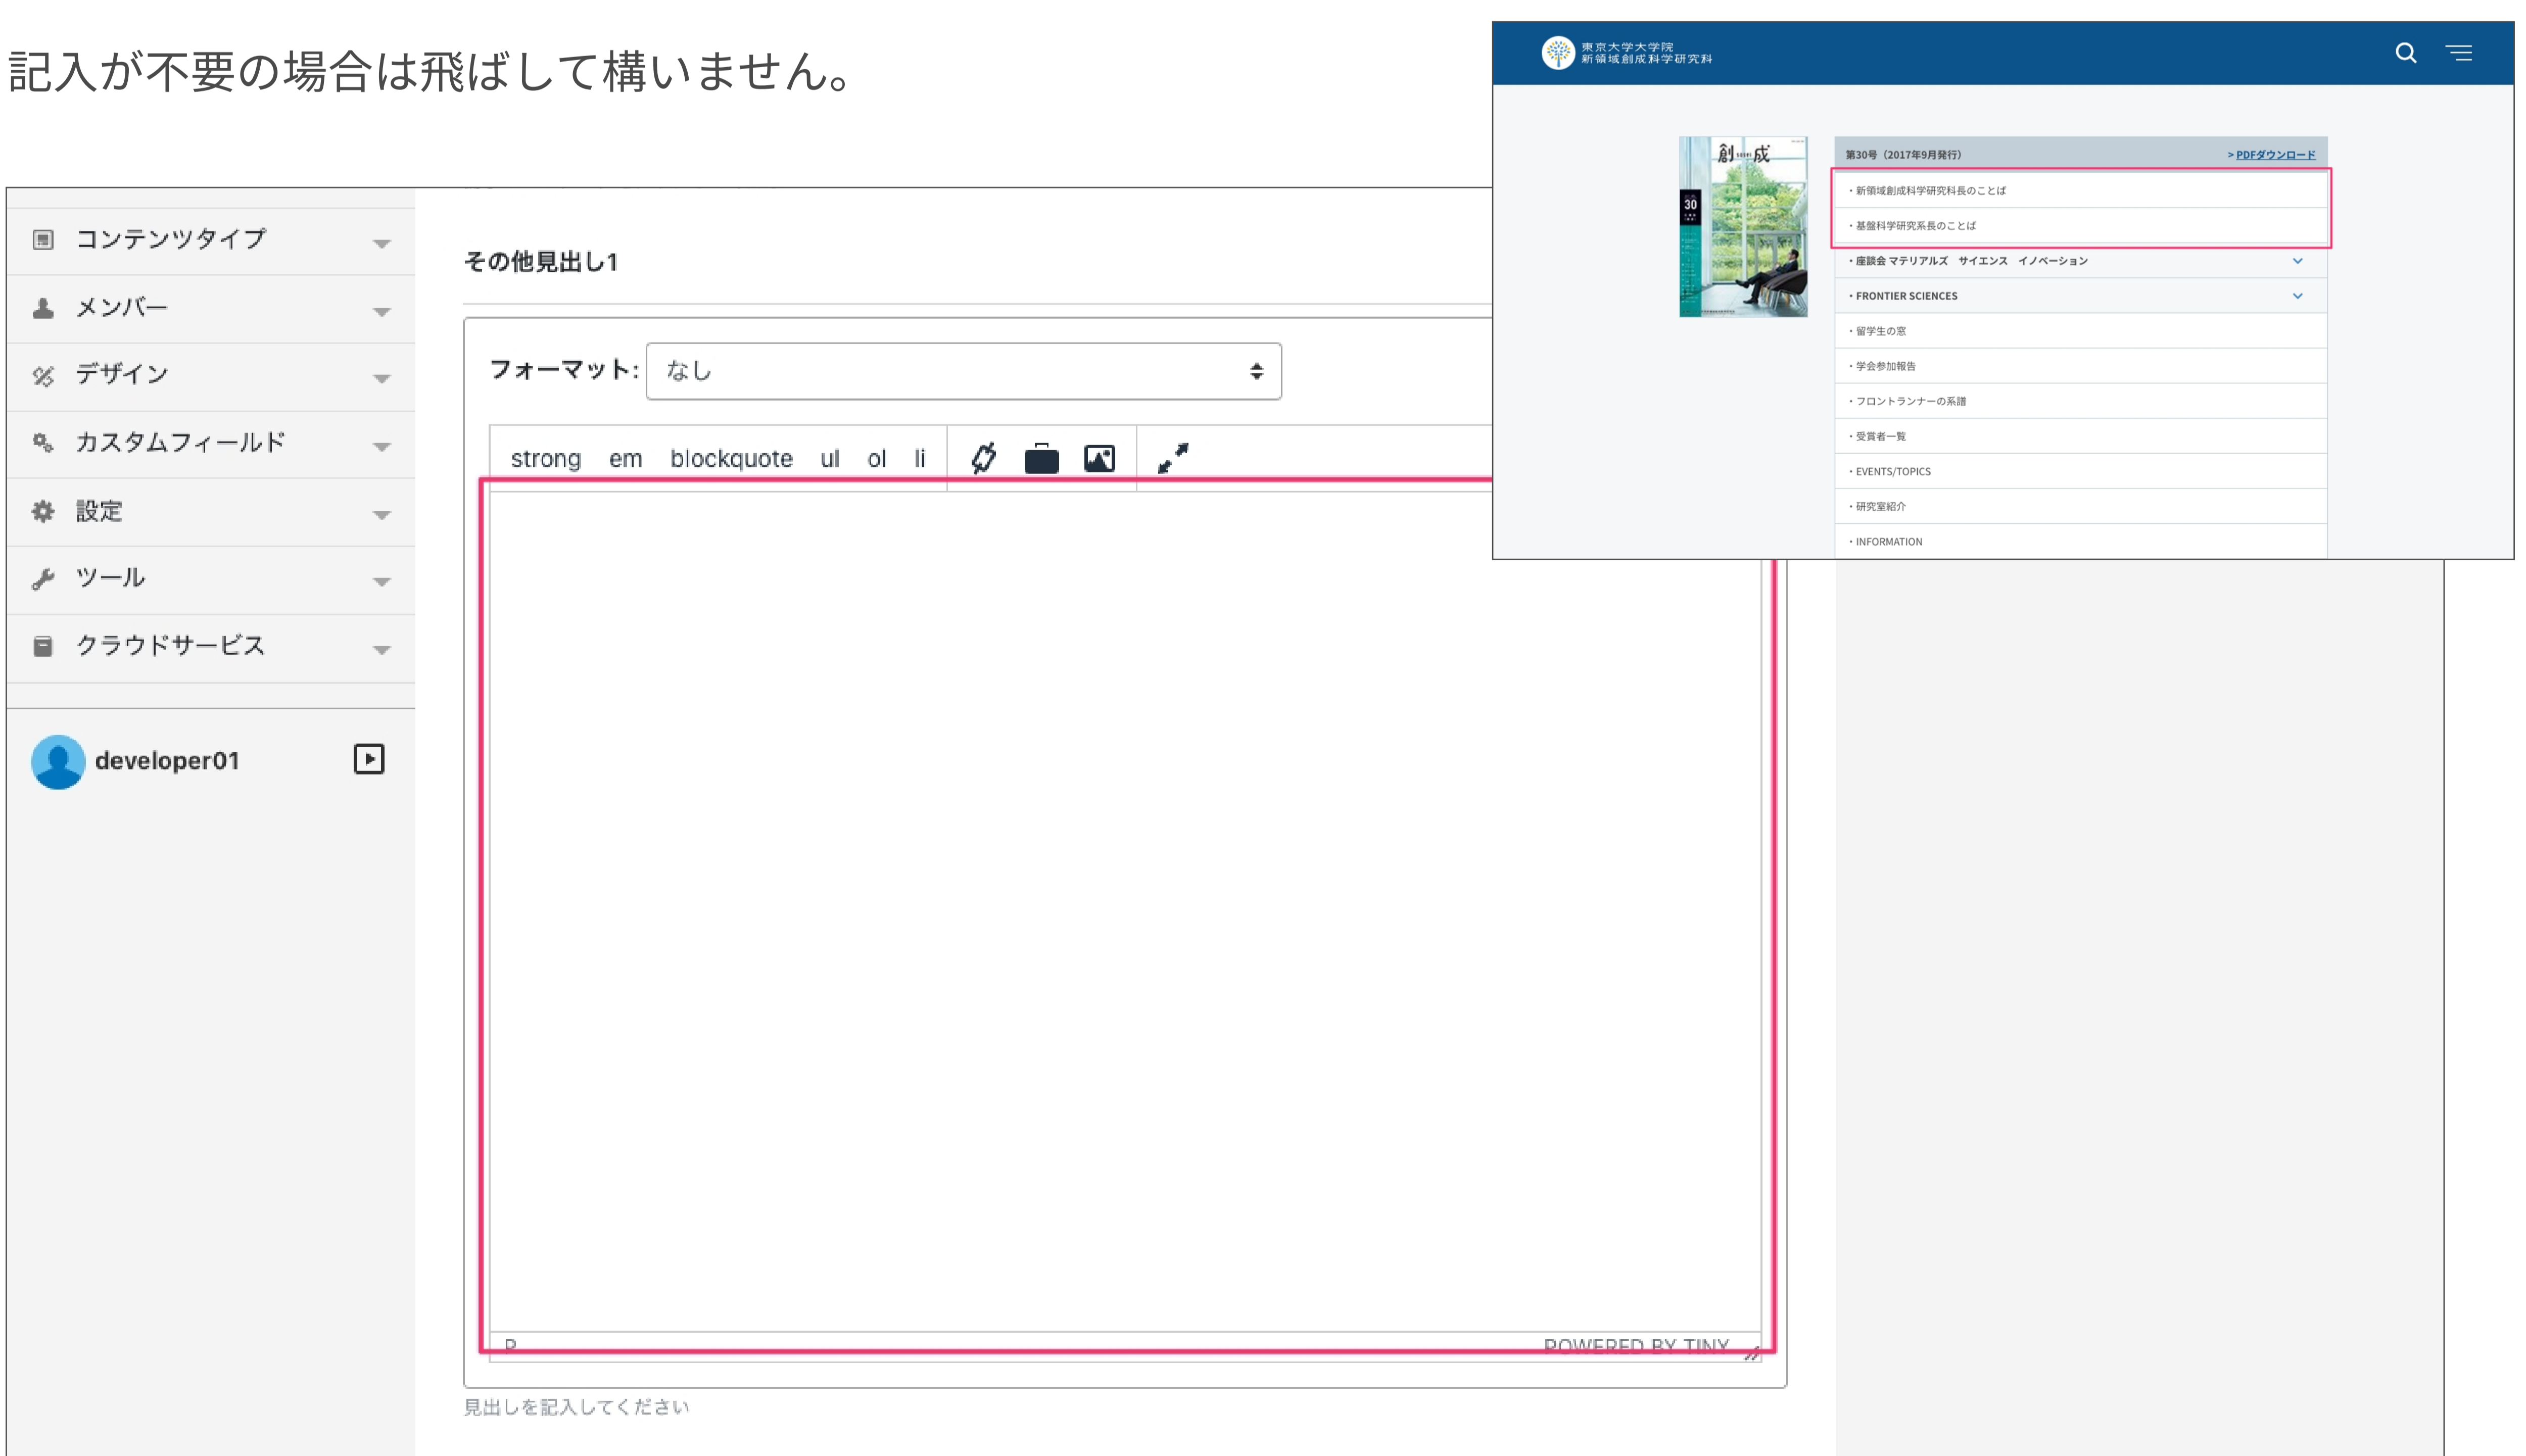 記入が不要の場合は飛ばして構いません。
コンテンツタイプ
メンバー
デザイン
カスタムフィールド
設定
ツール
クラウドサービス
developer01
その他見出し1
フォーマット: なし
strong em blockquote ul ol li
P
POWERED BY TINY
見出しを記入してください
東京大学大学院
新領域創成科学研究科
創成
30
第30号（2017年9月発行） > PDFダウンロード
・新領域創成科学研究科長のことば
・基盤科学研究系長のことば
・座談会 マテリアルズ　サイエンス　イノベーション
・FRONTIER SCIENCES
・留学生の窓
・学会参加報告
・フロントランナーの系譜
・受賞者一覧
・EVENTS/TOPICS
・研究室紹介
・INFORMATION